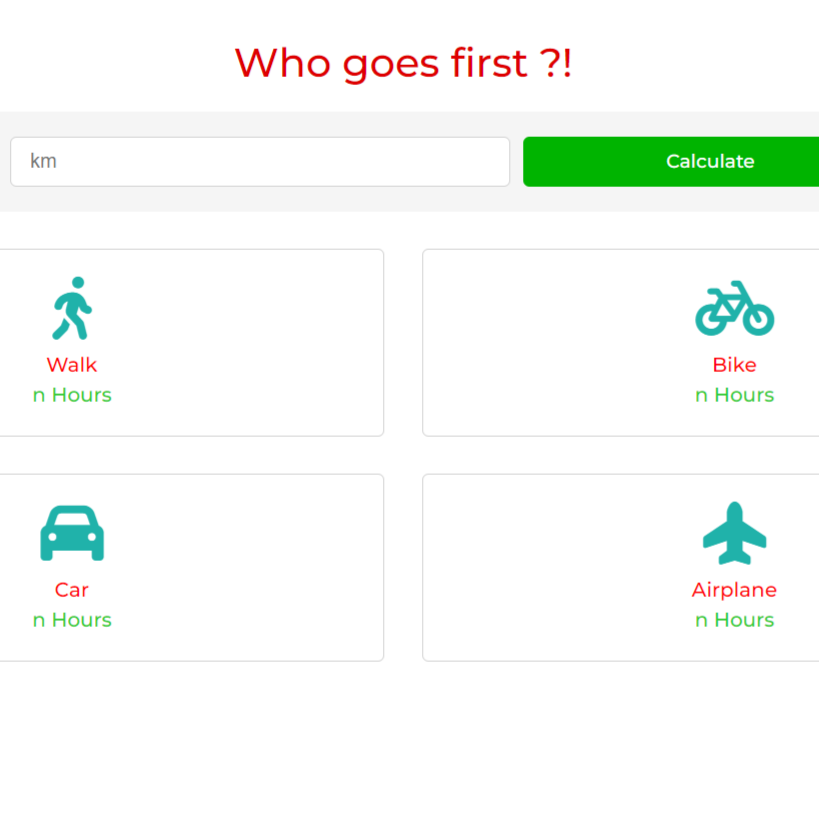 Who goes first ?!
km
Calculate
Walk
n Hours
Bike
n Hours
Car
n Hours
Airplane
n Hours